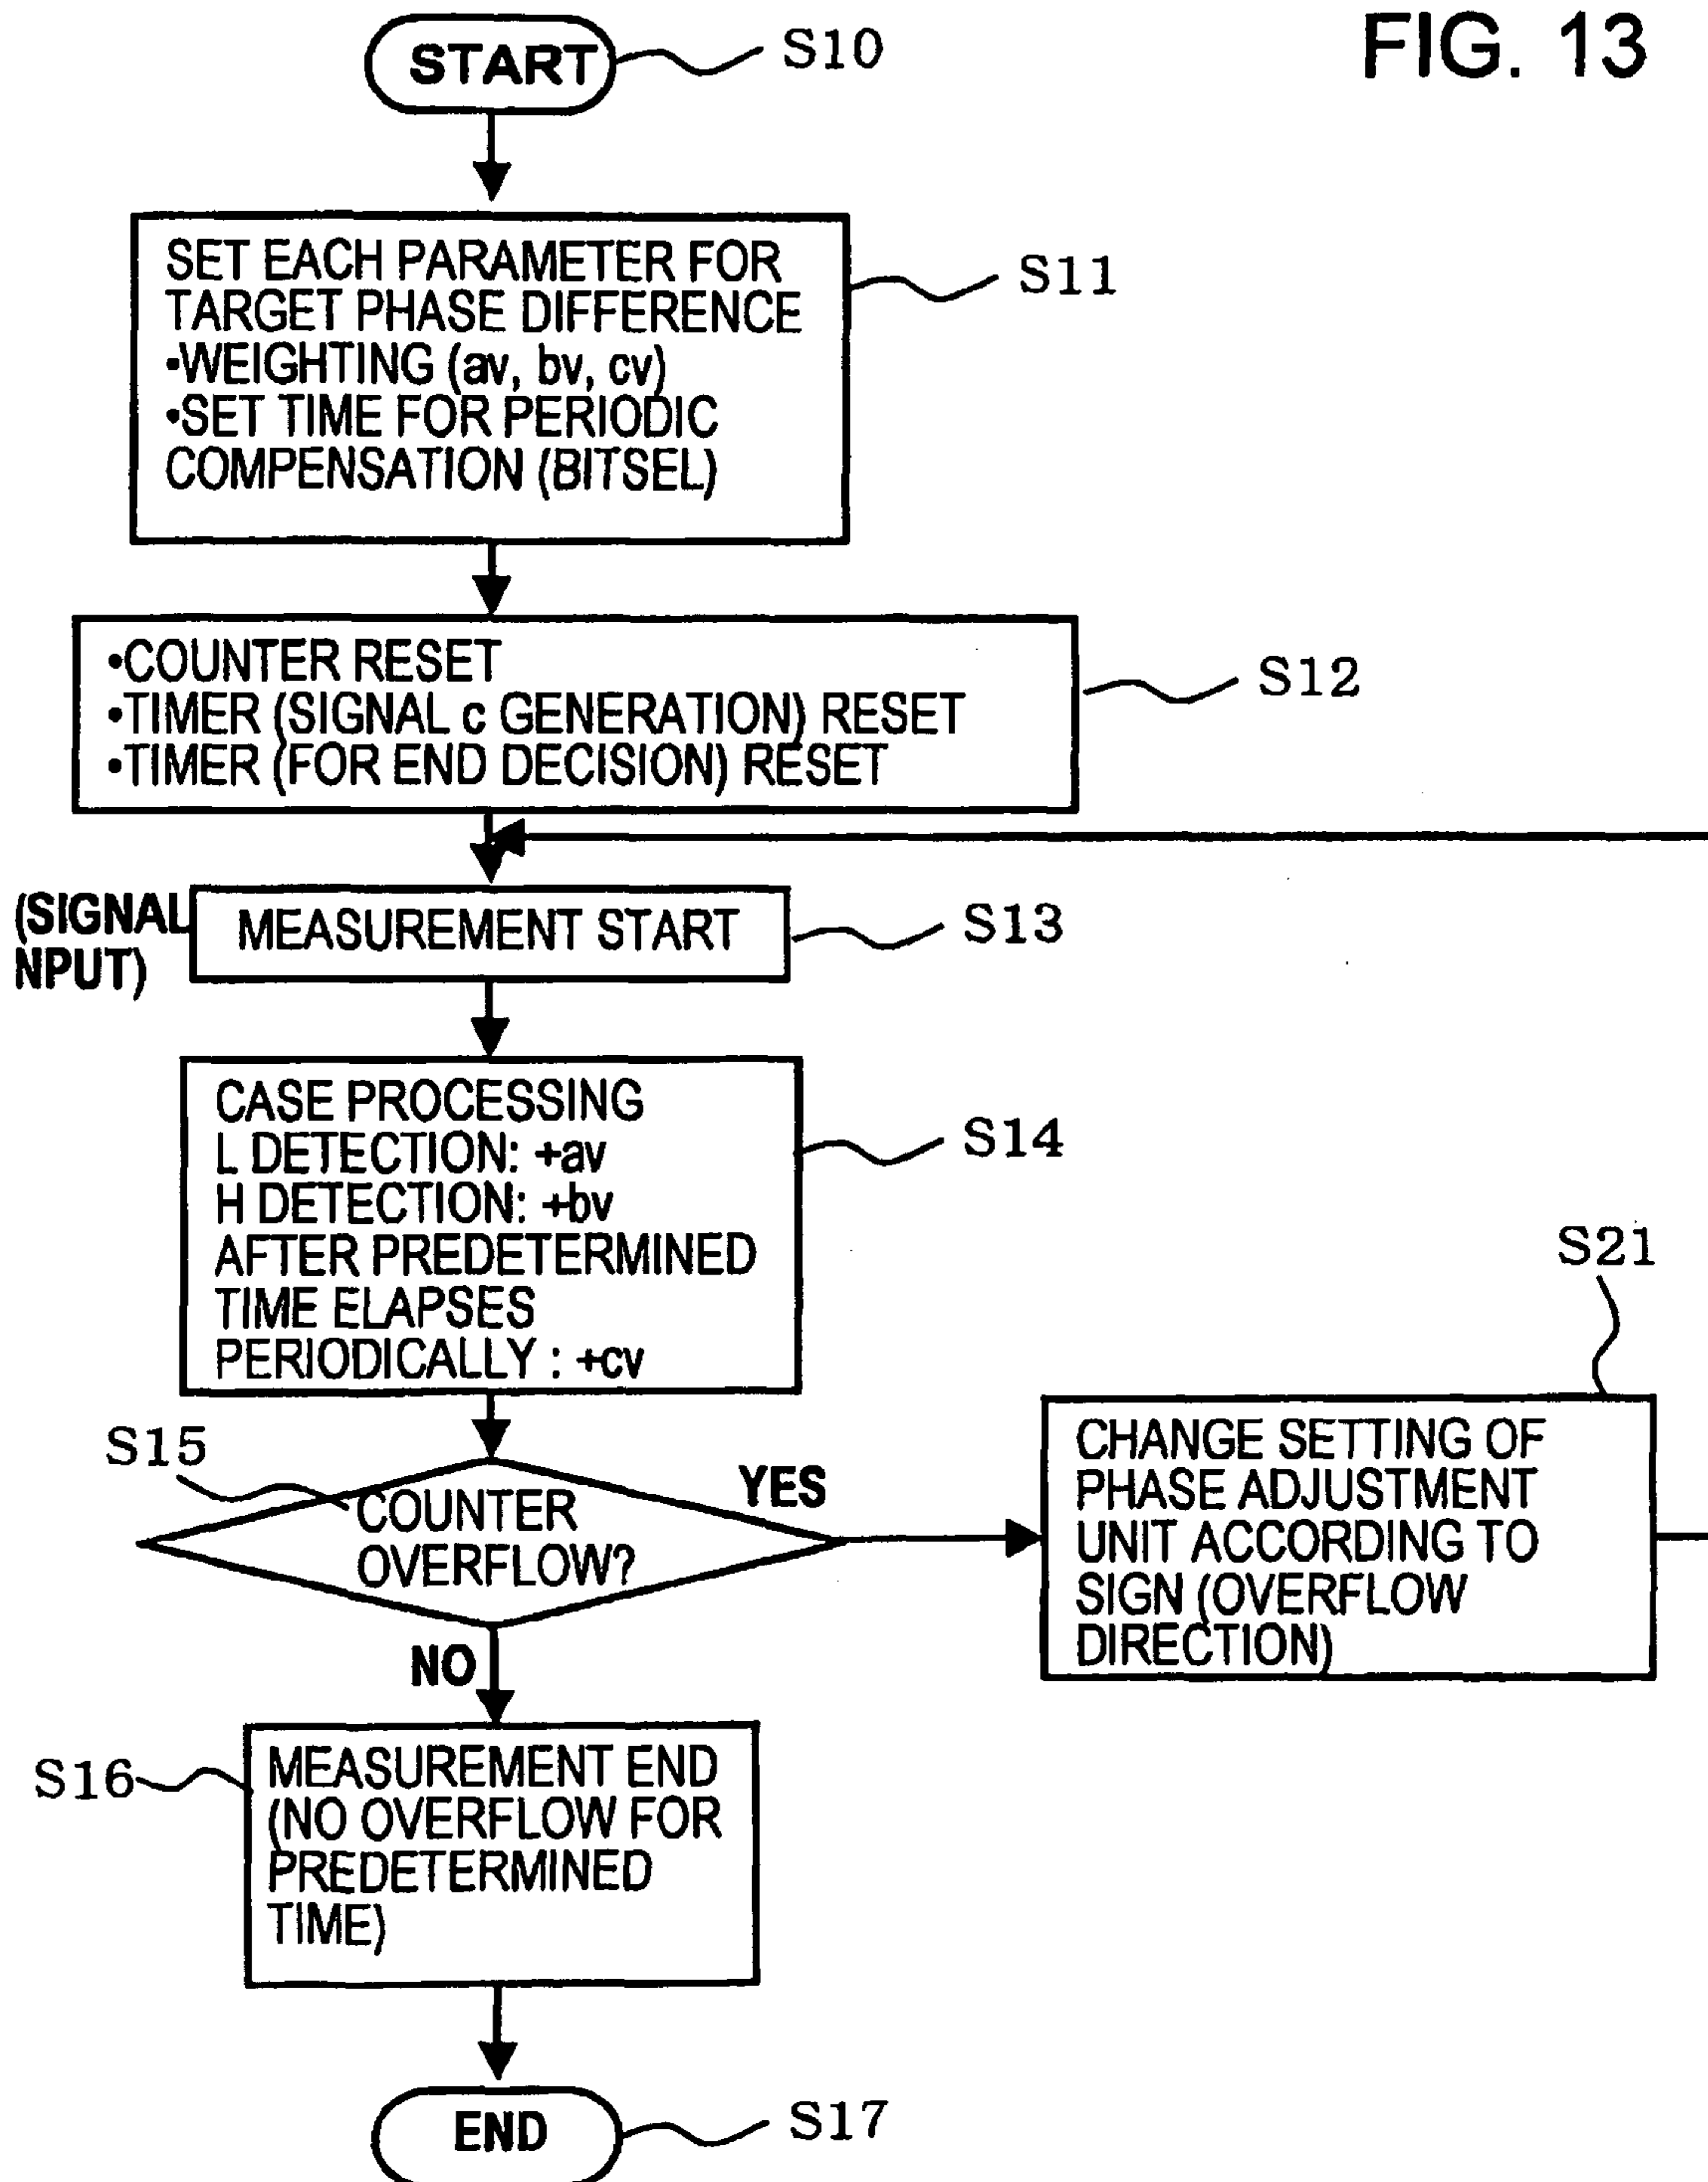 FIG. 13
START
S10
SET EACH PARAMETER FOR
TARGET PHASE DIFFERENCE
•WEIGHTING (av, bv, cv)
•SET TIME FOR PERIODIC
COMPENSATION (BITSEL)
S11
•COUNTER RESET
•TIMER (SIGNAL c GENERATION) RESET
•TIMER (FOR END DECISION) RESET
S12
(SIGNAL
NPUT)
MEASUREMENT START
S13
CASE PROCESSING
L DETECTION: +av
H DETECTION: +bv
AFTER PREDETERMINED
TIME ELAPSES
PERIODICALLY : +cv
S14
S15
COUNTER
OVERFLOW?
YES
NO
S21
CHANGE SETTING OF
PHASE ADJUSTMENT
UNIT ACCORDING TO
SIGN (OVERFLOW
DIRECTION)
S16
MEASUREMENT END
(NO OVERFLOW FOR
PREDETERMINED
TIME)
END
S17